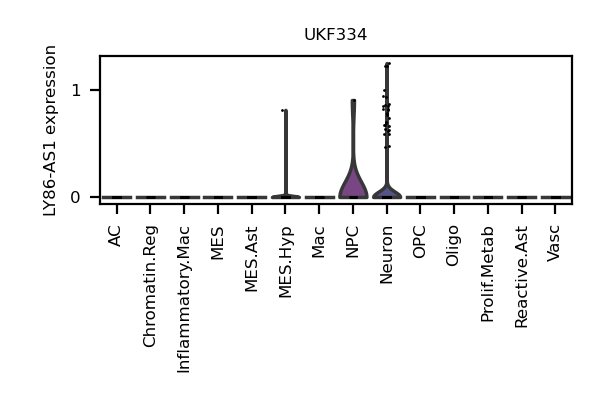 UKF334
LY86-AS1 expression
1
0
AC
Chromatin.Reg
Inflammatory.Mac
MES
MES.Ast
MES.Hyp
Mac
NPC
Neuron
OPC
Oligo
Prolif.Metab
Reactive.Ast
Vasc